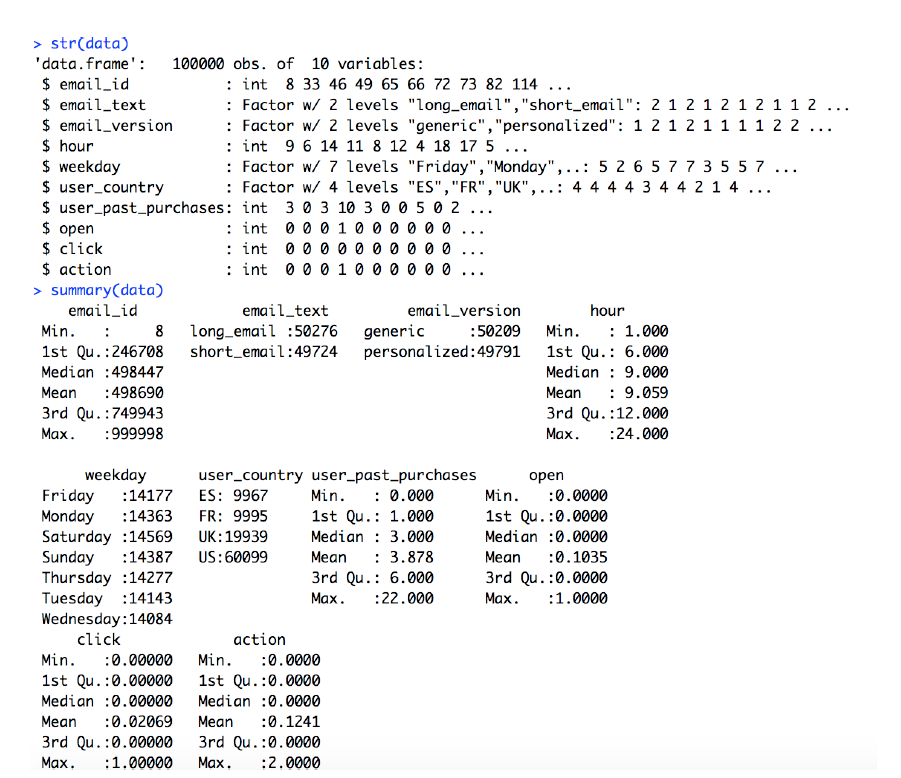 > str(data)
'data.frame':   100000 obs. of  10 variables:
 $ email_id            : int  8 33 46 49 65 66 72 73 82 114 ...
 $ email_text          : Factor w/ 2 levels "long_email","short_email": 2 1 2 1 2 1 2 1 1 2 ...
 $ email_version       : Factor w/ 2 levels "generic","personalized": 1 2 1 2 1 1 1 1 2 2 ...
 $ hour                : int  9 6 14 11 8 12 4 18 17 5 ...
 $ weekday             : Factor w/ 7 levels "Friday","Monday",..: 5 2 6 5 7 7 3 5 5 7 ...
 $ user_country        : Factor w/ 4 levels "ES","FR","UK",..: 4 4 4 4 3 4 4 2 1 4 ...
 $ user_past_purchases: int  3 0 3 10 3 0 0 5 0 2 ...
 $ open                : int  0 0 0 1 0 0 0 0 0 0 ...
 $ click               : int  0 0 0 0 0 0 0 0 0 0 ...
 $ action              : int  0 0 0 1 0 0 0 0 0 0 ...
> summary(data)
    email_id           email_text        email_version       hour
 Min.   :     8   long_email :50276   generic     :50209   Min.   : 1.000
 1st Qu.:246708   short_email:49724   personalized:49791   1st Qu.: 6.000
 Median :498447                                            Median : 9.000
 Mean   :498690                                            Mean   : 9.059
 3rd Qu.:749943                                            3rd Qu.:12.000
 Max.   :999998                                            Max.   :24.000
      weekday      user_country user_past_purchases      open
 Friday   :14177   ES: 9967     Min.   : 0.000      Min.   :0.0000
 Monday   :14363   FR: 9995     1st Qu.: 1.000      1st Qu.:0.0000
 Saturday :14569   UK:19939     Median : 3.000      Median :0.0000
 Sunday   :14387   US:60099     Mean   : 3.878      Mean   :0.1035
 Thursday :14277                3rd Qu.: 6.000      3rd Qu.:0.0000
 Tuesday  :14143                Max.   :22.000      Max.   :1.0000
 Wednesday:14084
     click             action
 Min.   :0.00000   Min.   :0.0000
 1st Qu.:0.00000   1st Qu.:0.0000
 Median :0.00000   Median :0.0000
 Mean   :0.02069   Mean   :0.1241
 3rd Qu.:0.00000   3rd Qu.:0.0000
 Max.   :1.00000   Max.   :2.0000